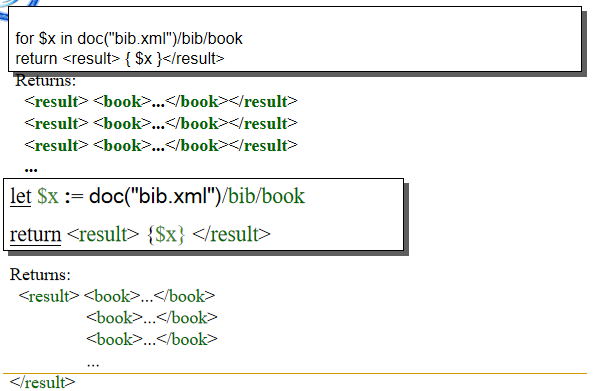 for $x in doc("bib.xml")/bib/book
return <result> { $x }</result>
Returns:
<result> <book>...</book></result>
<result> <book>...</book></result>
<result> <book>...</book></result>
...
let $x := doc("bib.xml")/bib/book
return <result> {$x} </result>
Returns:
<result> <book>...</book>
<book>...</book>
<book>...</book>
...
</result>